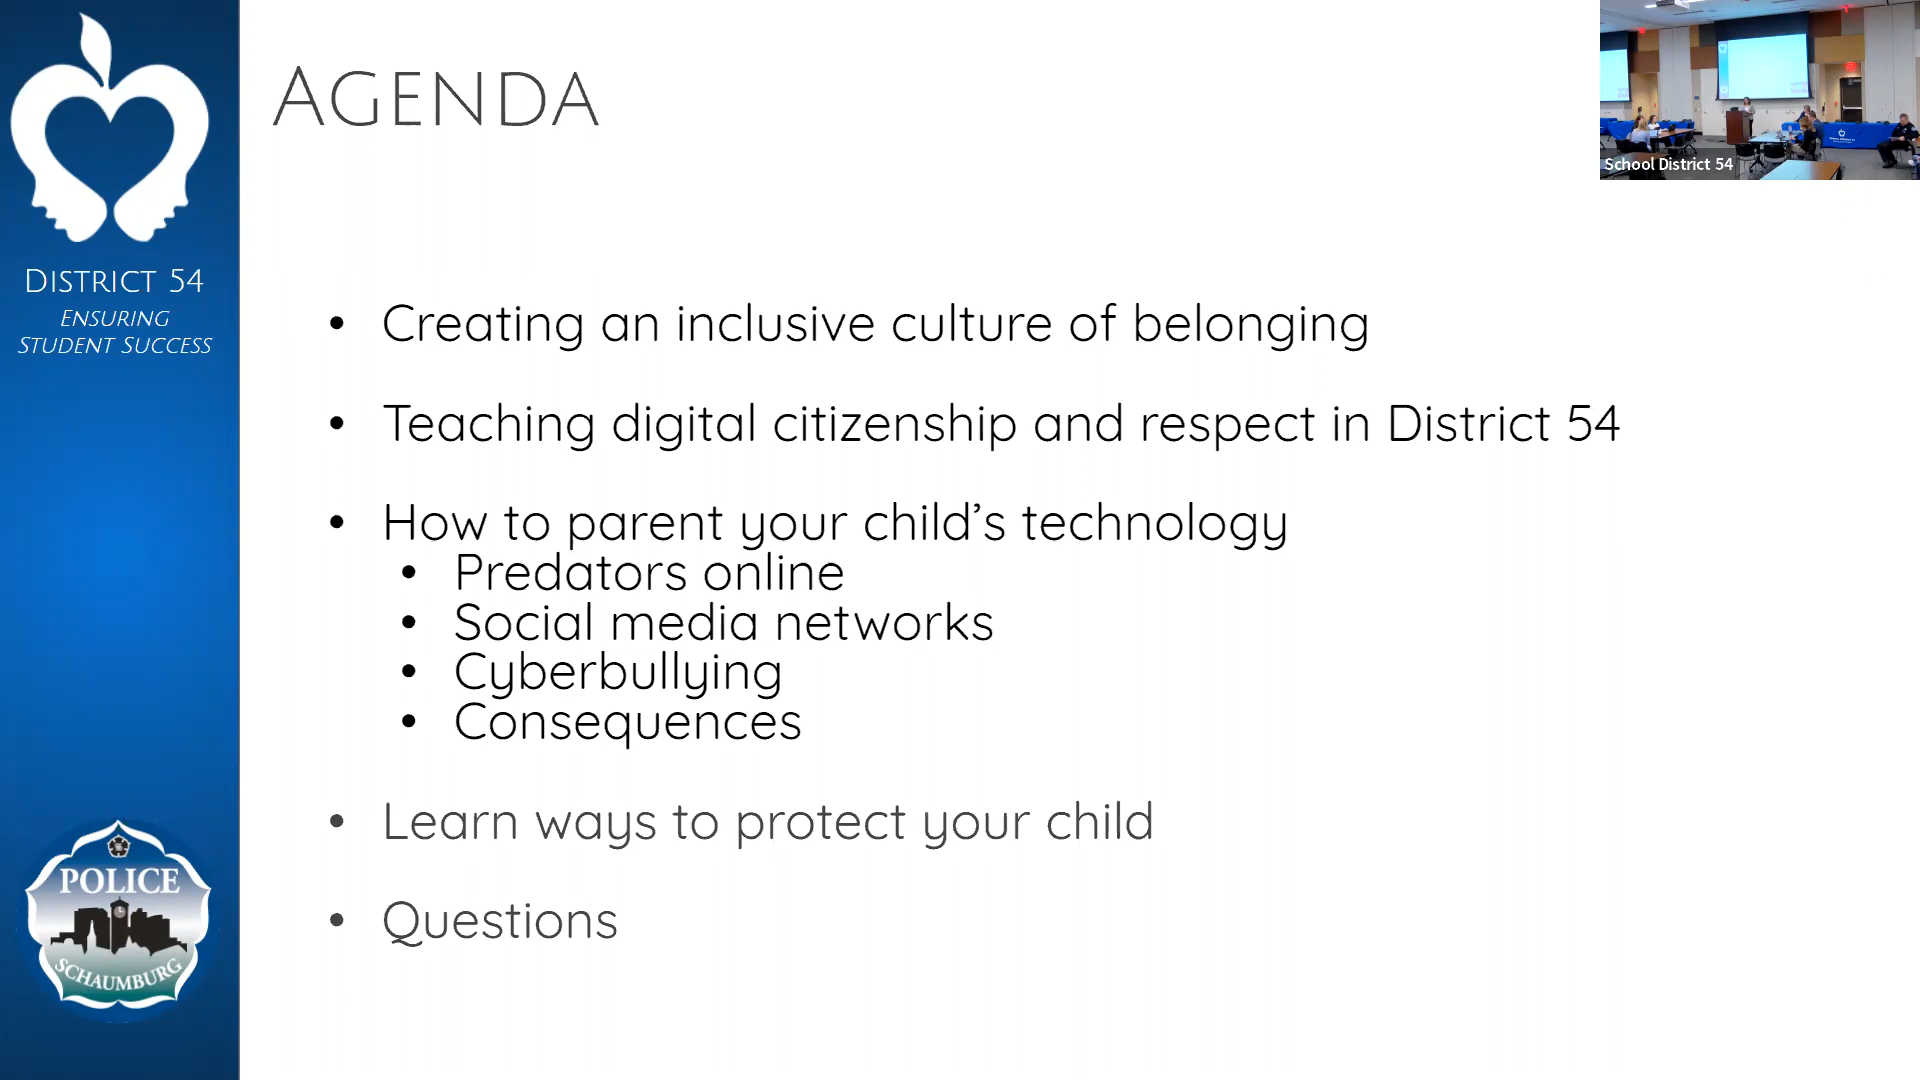 AGENDA
School District 54
DISTRICT 54
ENSURING
STUDENT SUCCESS
• Creating an inclusive culture of belonging
• Teaching digital citizenship and respect in District 54
• How to parent your child’s technology
• Predators online
• Social media networks
• Cyberbullying
• Consequences
• Learn ways to protect your child
• Questions
POLICE
SCHAUMBURG